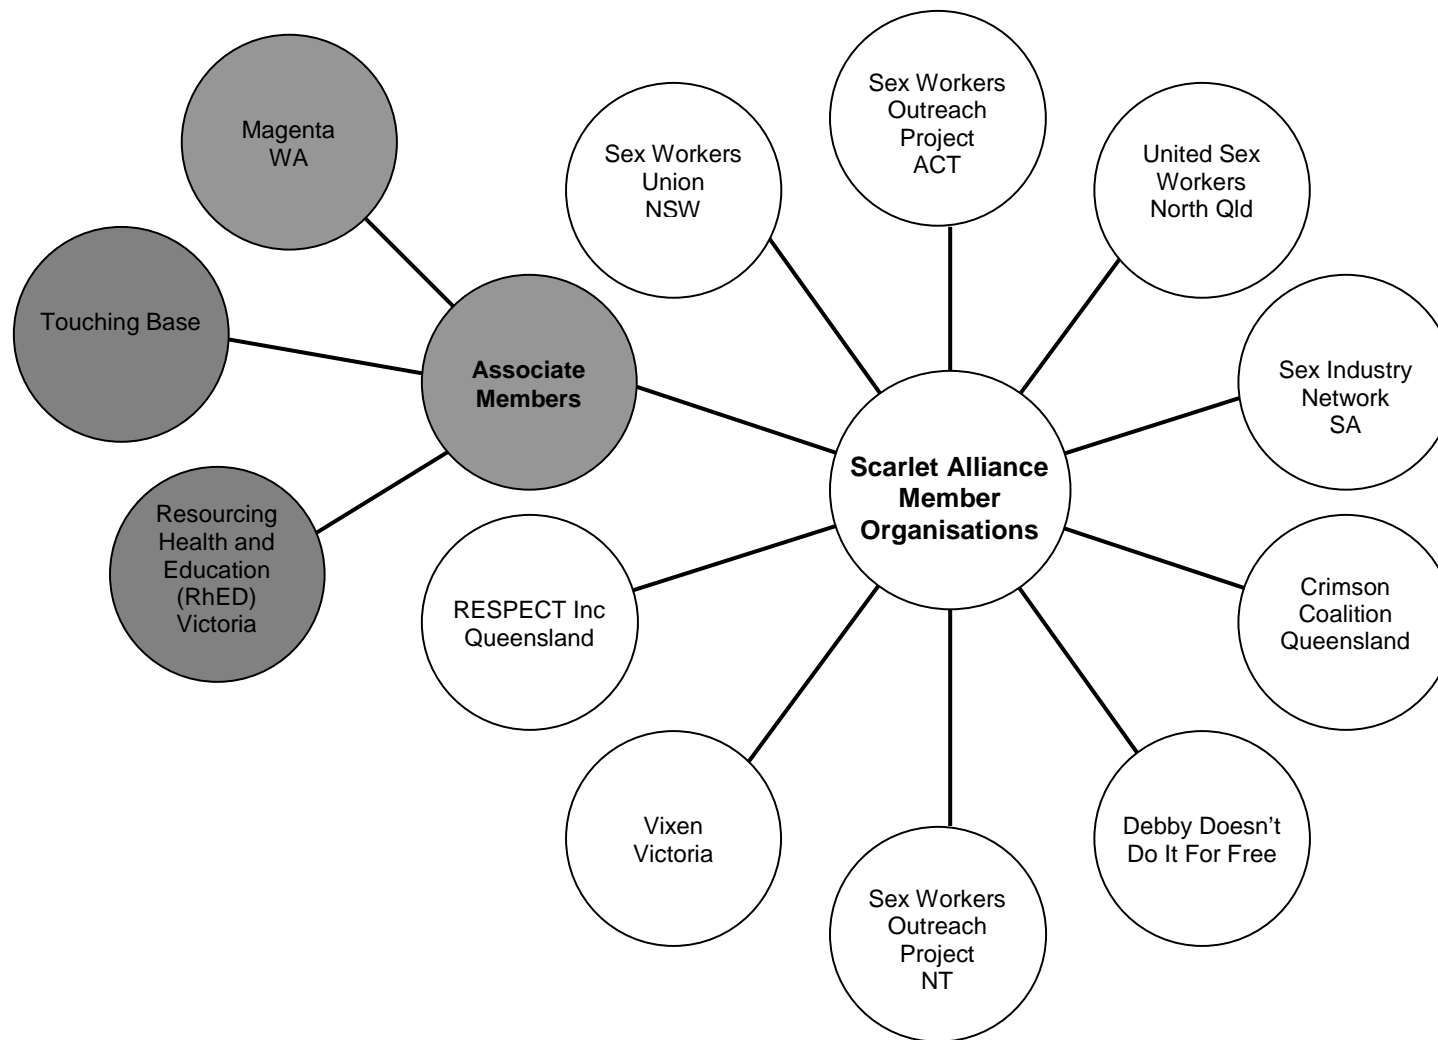 Sex Workers
Outreach
Project
ACT
Magenta
WA
Sex Workers
Union
NSW
United Sex
Workers
North Qld
Touching Base
Associate
Members
Sex Industry
Network
SA
Scarlet Alliance
Member
Organisations
Resourcing
Health and
Education
(RhED)
Victoria
RESPECT Inc
Queensland
Crimson
Coalition
Queensland
Vixen
Victoria
Debby Doesn’t
Do It For Free
Sex Workers
Outreach
Project
NT